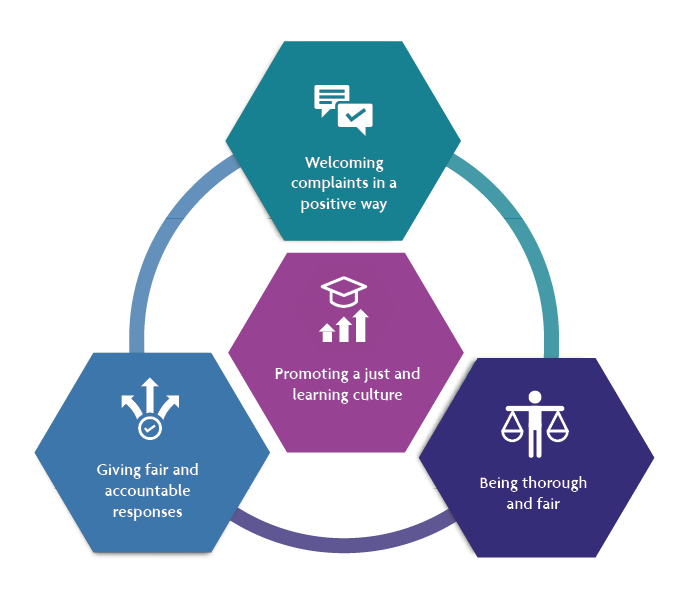 Welcoming
complaints in a
positive way
Promoting a just and
learning culture
Giving fair and
accountable
responses
Being thorough
and fair